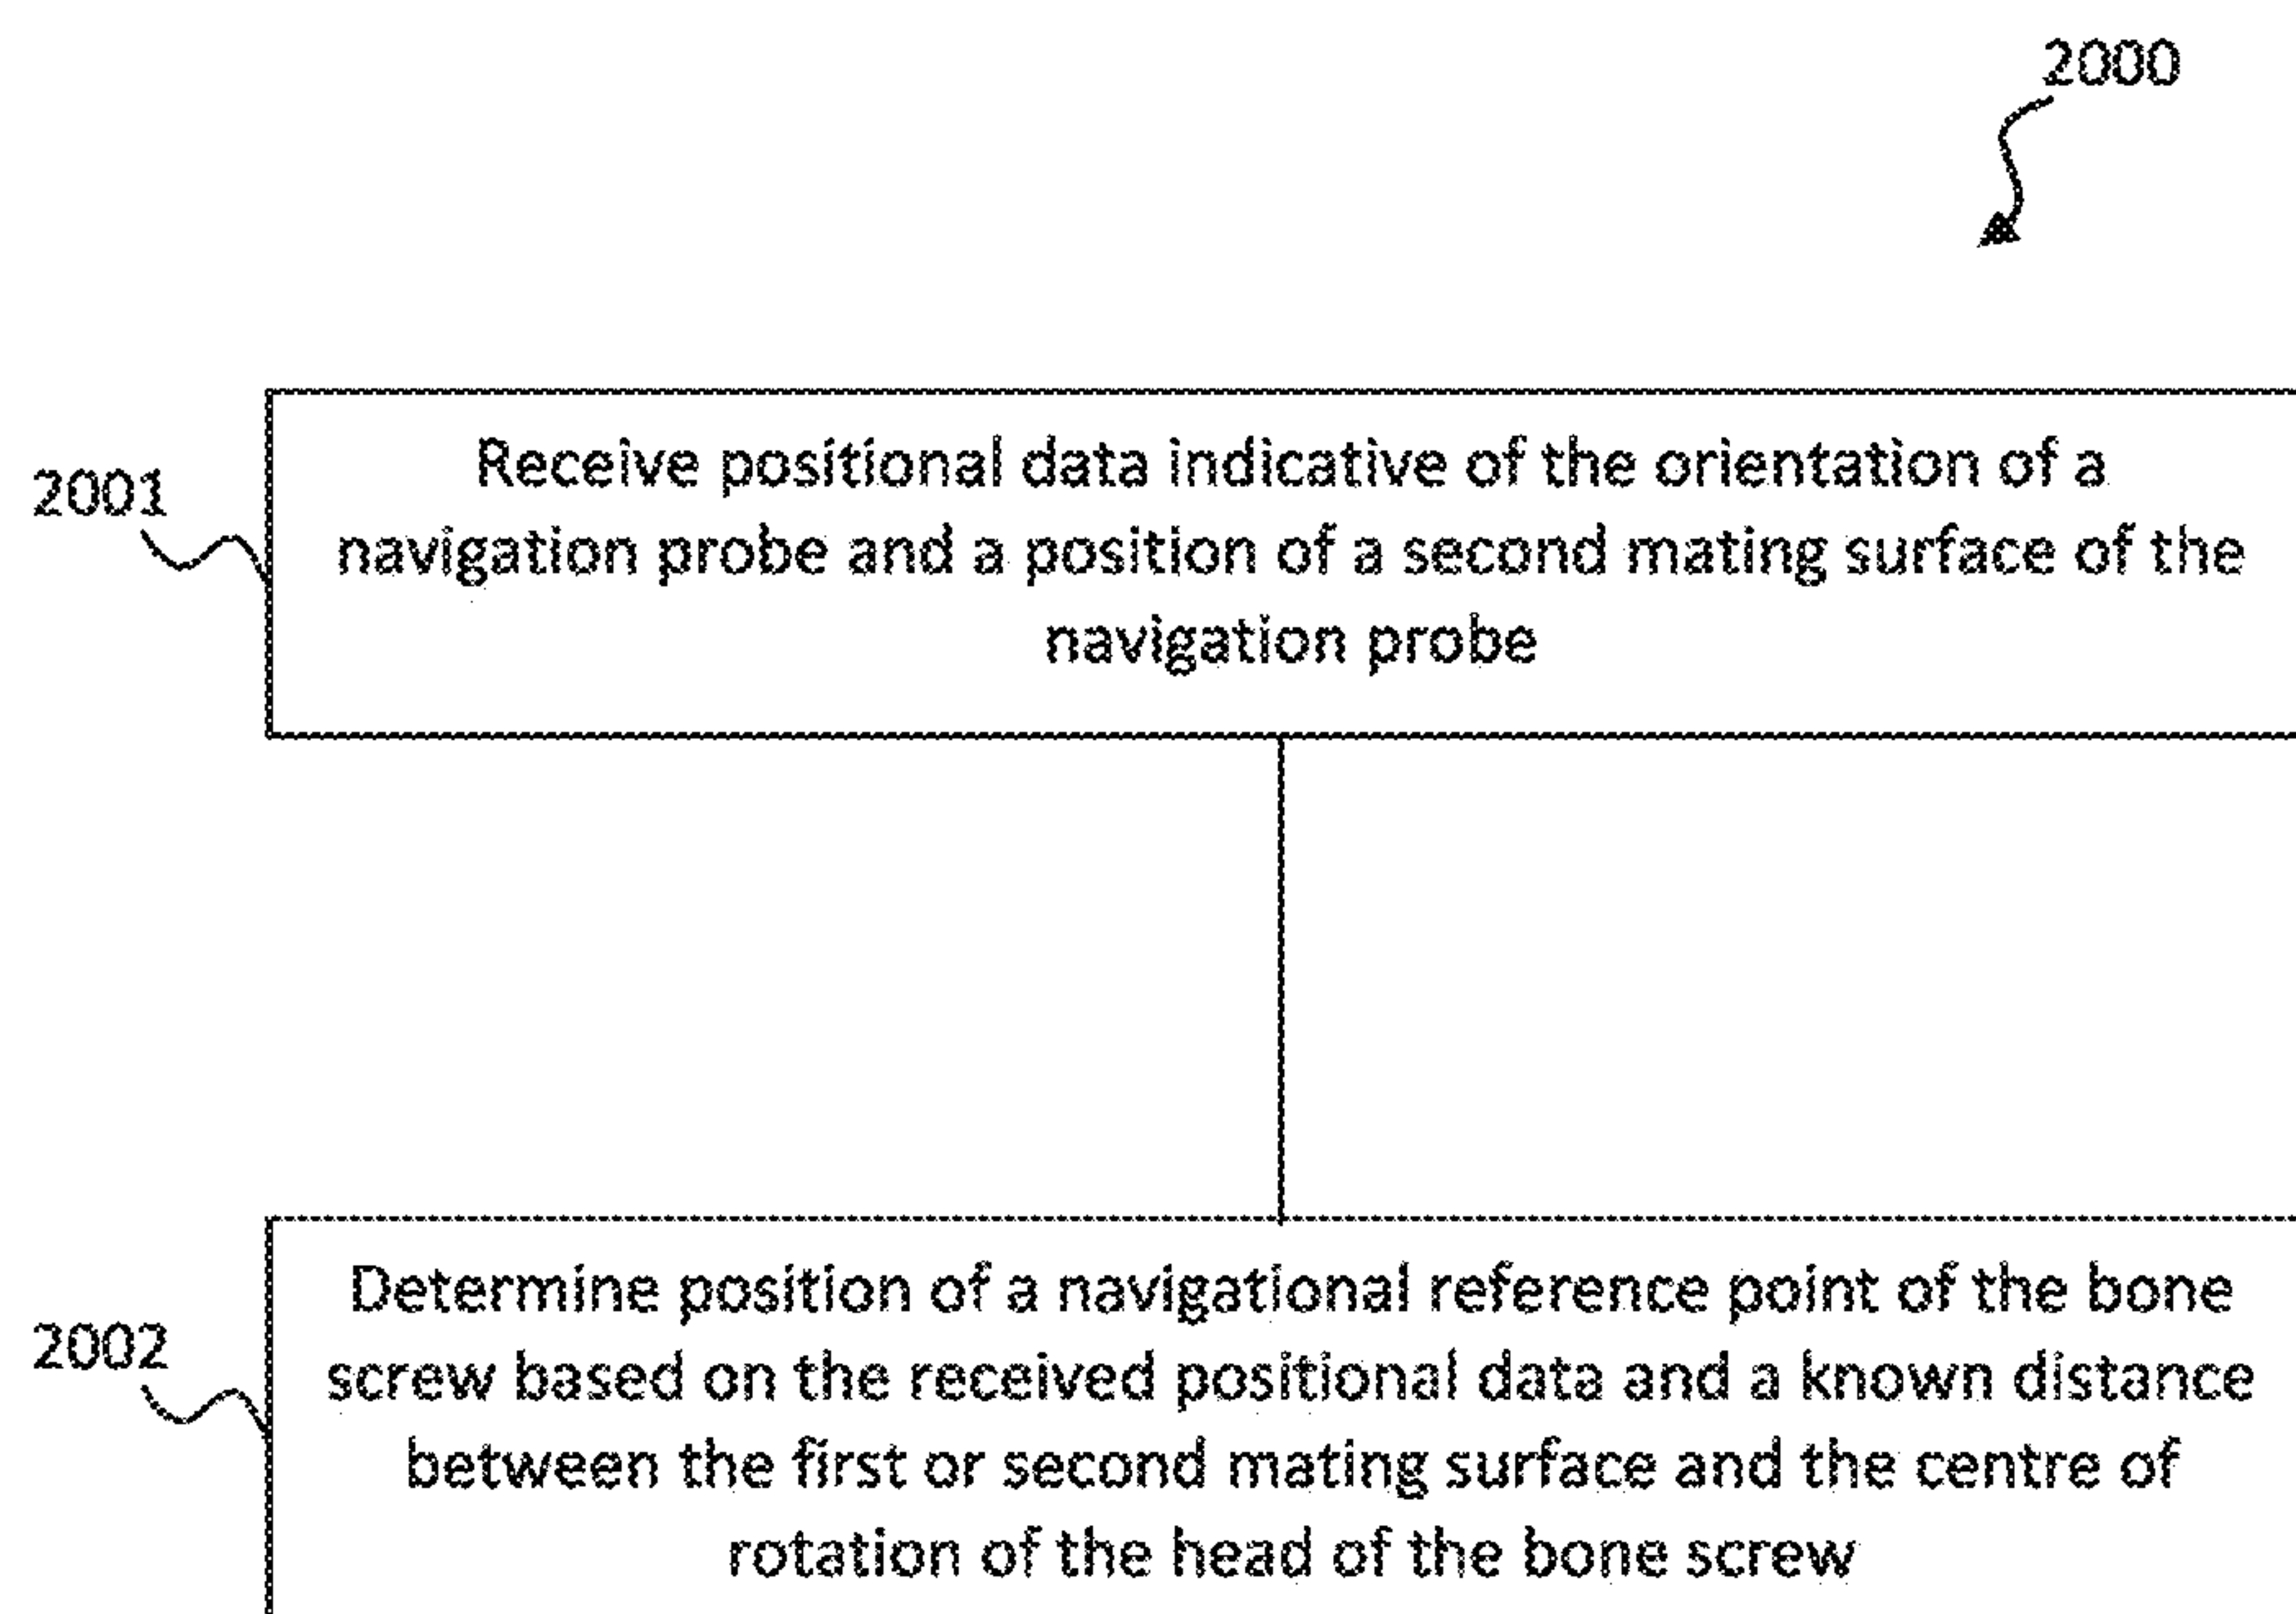 2000
2001
Receive positional data indicative of the orientation of a
navigation probe and a position of a second mating surface of the
navigation probe
2002
Determine position of a navigational reference point of the bone
screw based on the received positional data and a known distance
between the first or second mating surface and the centre of
rotation of the head of the bone screw